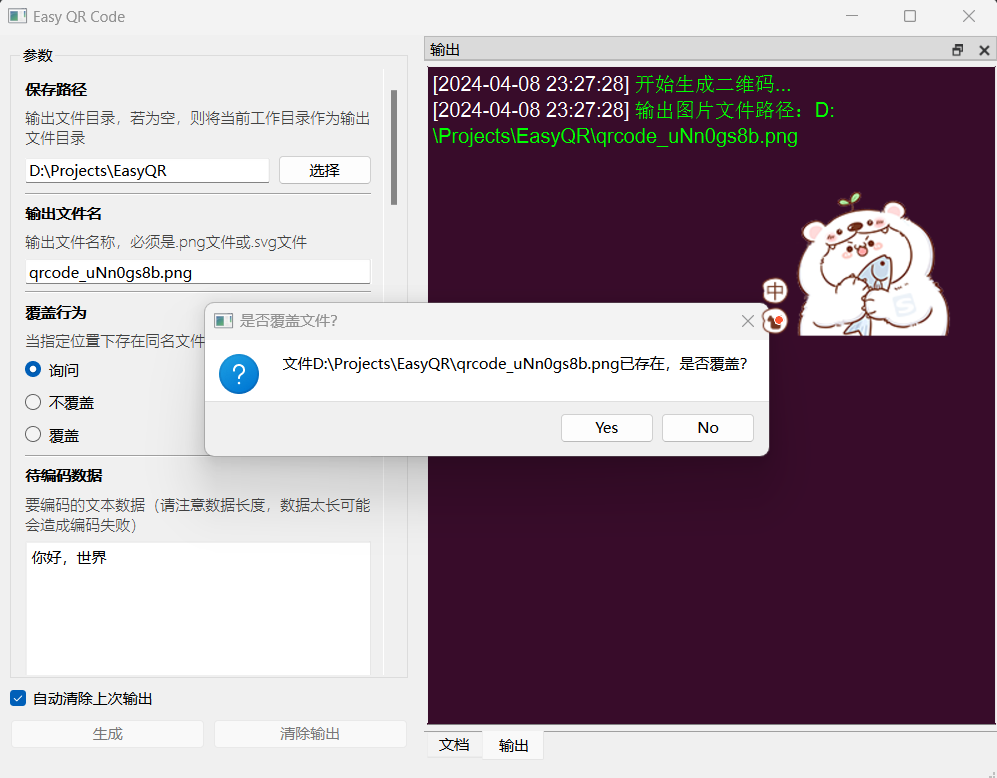 Easy QR Code
参数
保存路径
输出文件目录，若为空，则将当前工作目录作为输出
文件目录
D:\Projects\EasyQR
选择
输出文件名
输出文件名称，必须是.png文件或.svg文件
qrcode_uNn0gs8b.png
覆盖行为
当指定位置下存在同名文件
询问
不覆盖
覆盖
待编码数据
要编码的文本数据（请注意数据长度，数据太长可能
会造成编码失败）
你好，世界
自动清除上次输出
生成
清除输出
输出
[2024-04-08 23:27:28] 开始生成二维码...
[2024-04-08 23:27:28] 输出图片文件路径：D:
\Projects\EasyQR\qrcode_uNn0gs8b.png
中
S
是否覆盖文件?
文件D:\Projects\EasyQR\qrcode_uNn0gs8b.png已存在，是否覆盖?
Yes
No
文档
输出